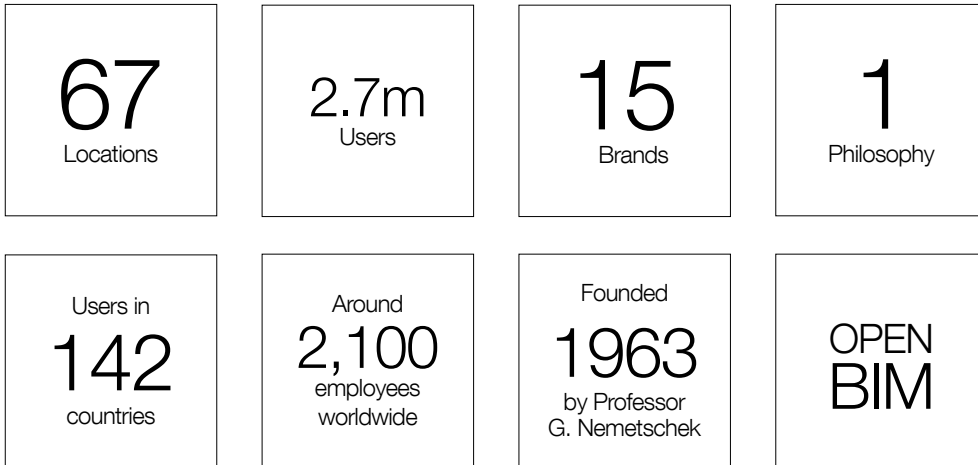 67
Locations
2.7m
Users
15
Brands
1
Philosophy
Users in
142
countries
Around
2,100
employees
worldwide
Founded
1963
by Professor
G. Nemetschek
OPEN
BIM